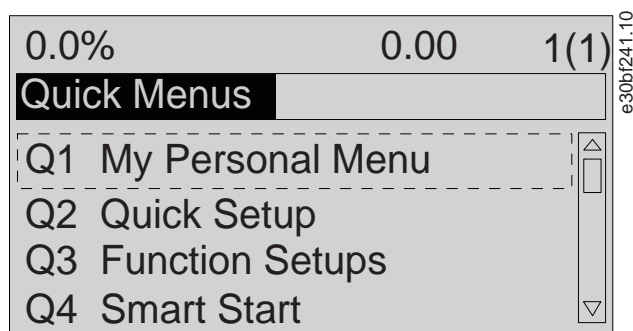 0.0% 0.00 1(1)
Quick Menus
Q1 My Personal Menu
Q2 Quick Setup
Q3 Function Setups
Q4 Smart Start
e30bf241.10